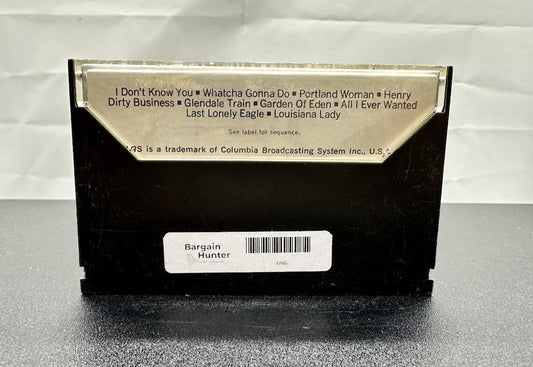 I Don't Know You ▪ Whatcha Gonna Do ▪ Portland Woman ▪ Henry
Dirty Business ▪ Glendale Train ▪ Garden Of Eden ▪ All I Ever Wanted
Last Lonely Eagle ▪ Louisiana Lady
See label for sequence.
is a trademark of Columbia Broadcasting System Inc., U.S.
Bargain
Hunter